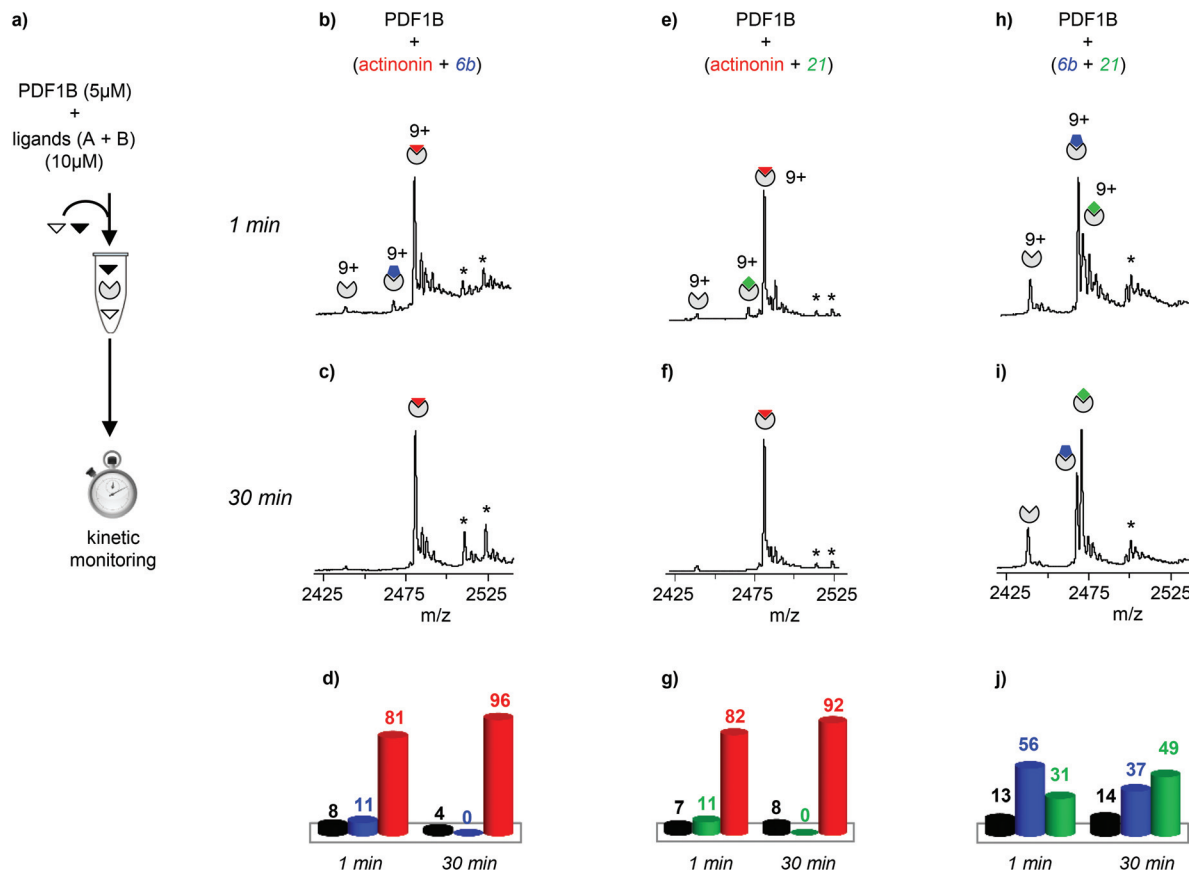 a)
PDF1B (5µM)
+
ligands (A + B)
(10µM)
kinetic
monitoring
1 min
30 min
b)
PDF1B
+
(actinonin + 6b)
9+
9+
9+
*
*
c)
*
*
2425
2475
2525
m/z
d)
8
11
81
4
0
96
1 min
30 min
e)
PDF1B
+
(actinonin + 21)
9+
9+
9+
*
*
f)
*
*
2425
2475
2525
m/z
g)
7
11
82
8
0
92
1 min
30 min
h)
PDF1B
+
(6b + 21)
9+
9+
9+
*
i)
*
2425
2475
2525
m/z
j)
13
56
31
14
37
49
1 min
30 min